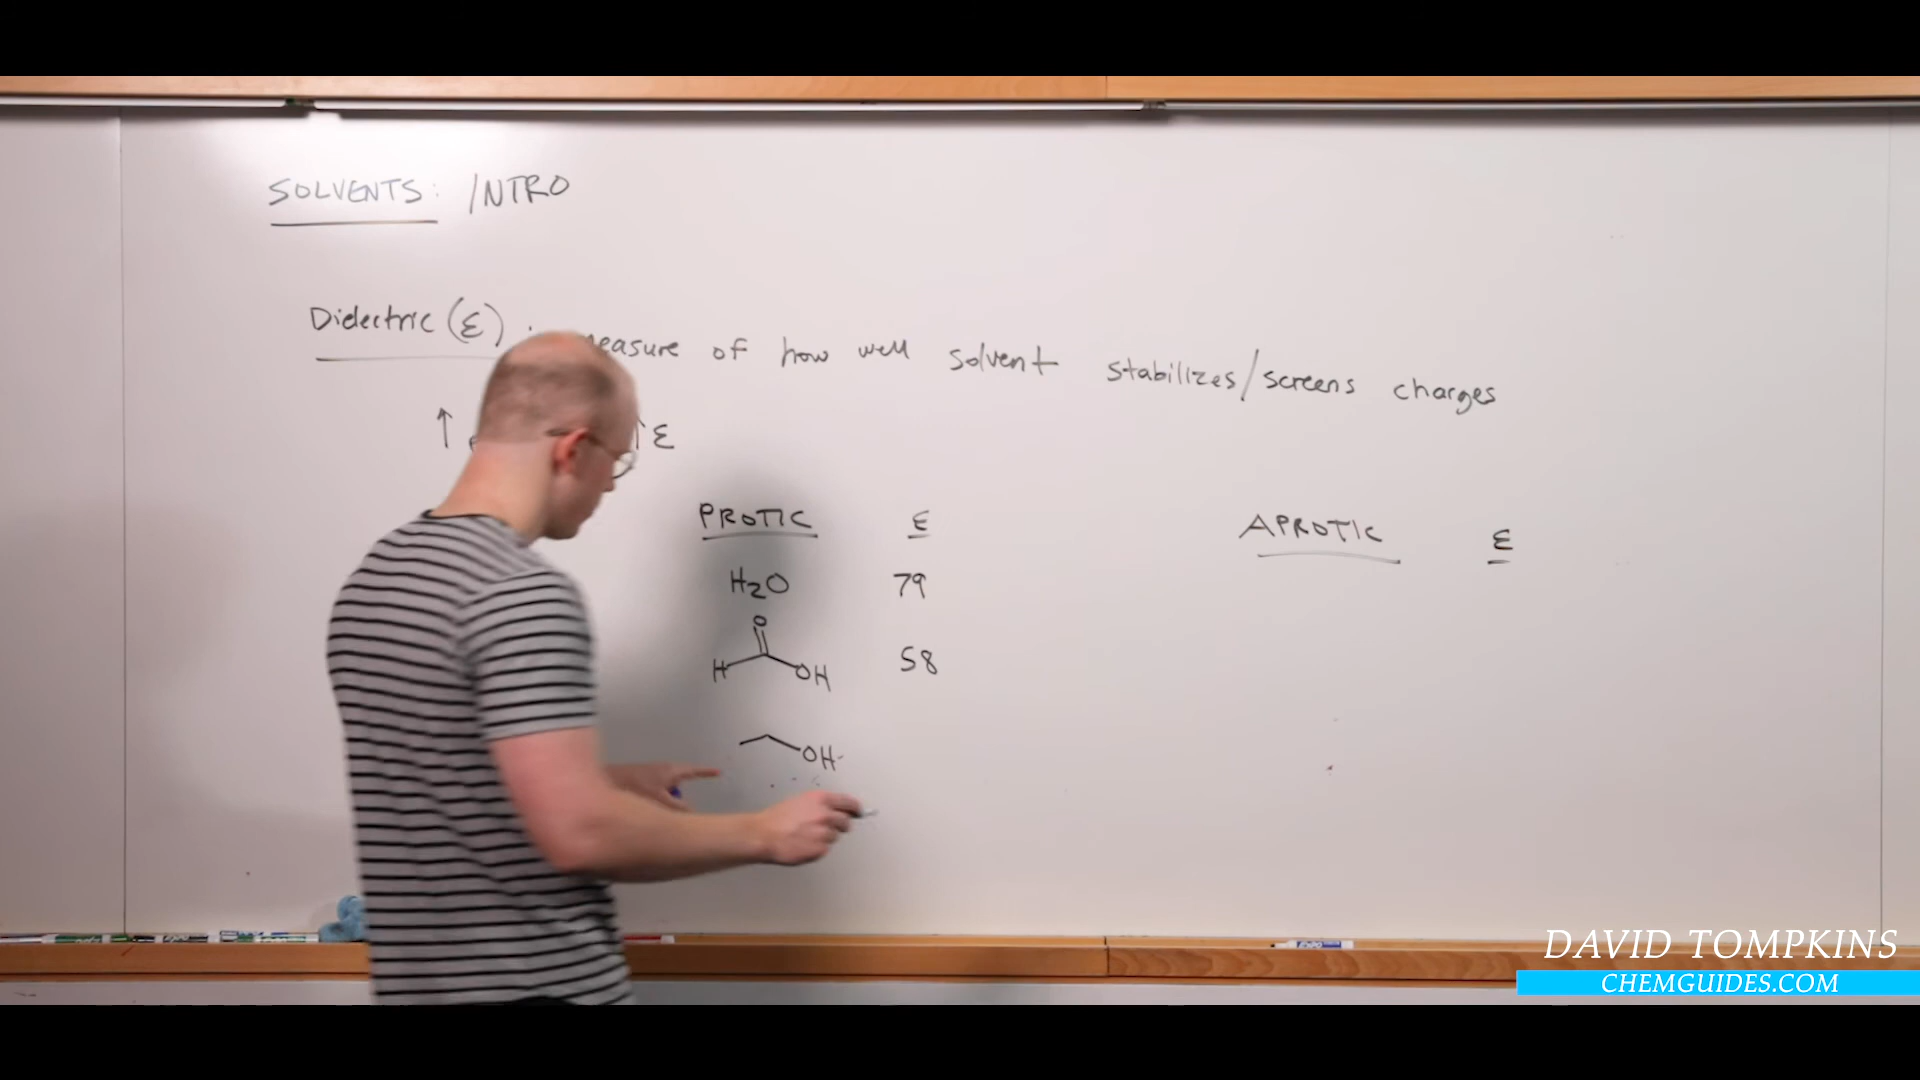 SOLVENTS: INTRO
Dielectric (ε) measure of how well solvent stabilizes/screens charges
↑ ↑ ε
PROTIC ε APROTIC ε
H2O 79
O
H OH 58
OH
DAVID TOMPKINS
CHEMGUIDES.COM